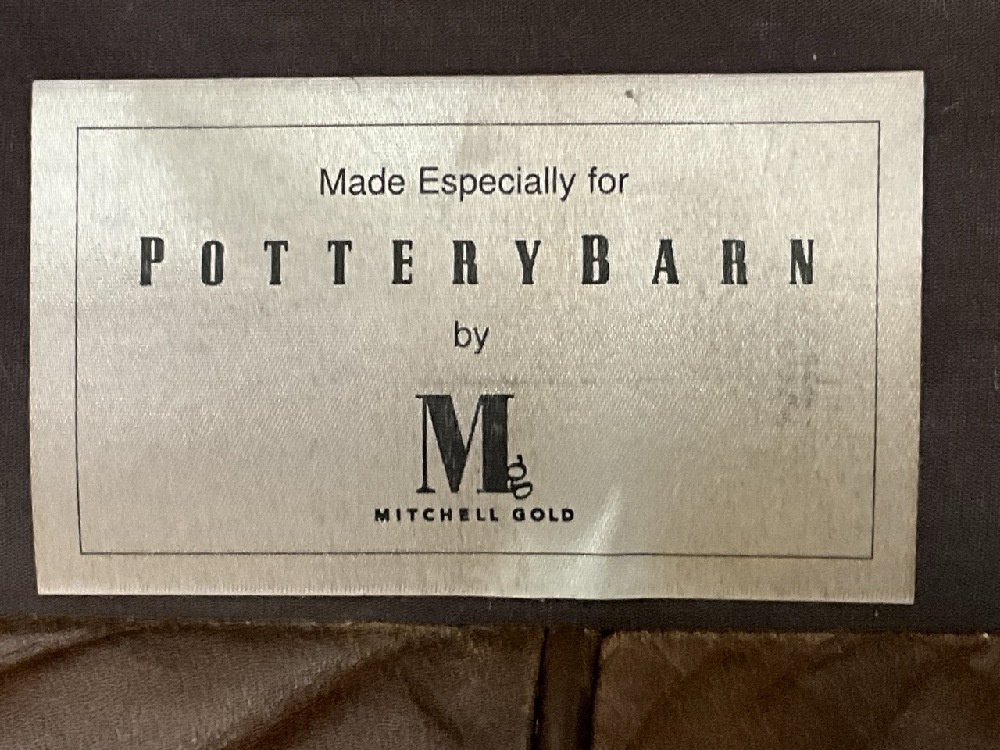 Made Especially for
POTTERYBARN
by
Mg
MITCHELL GOLD